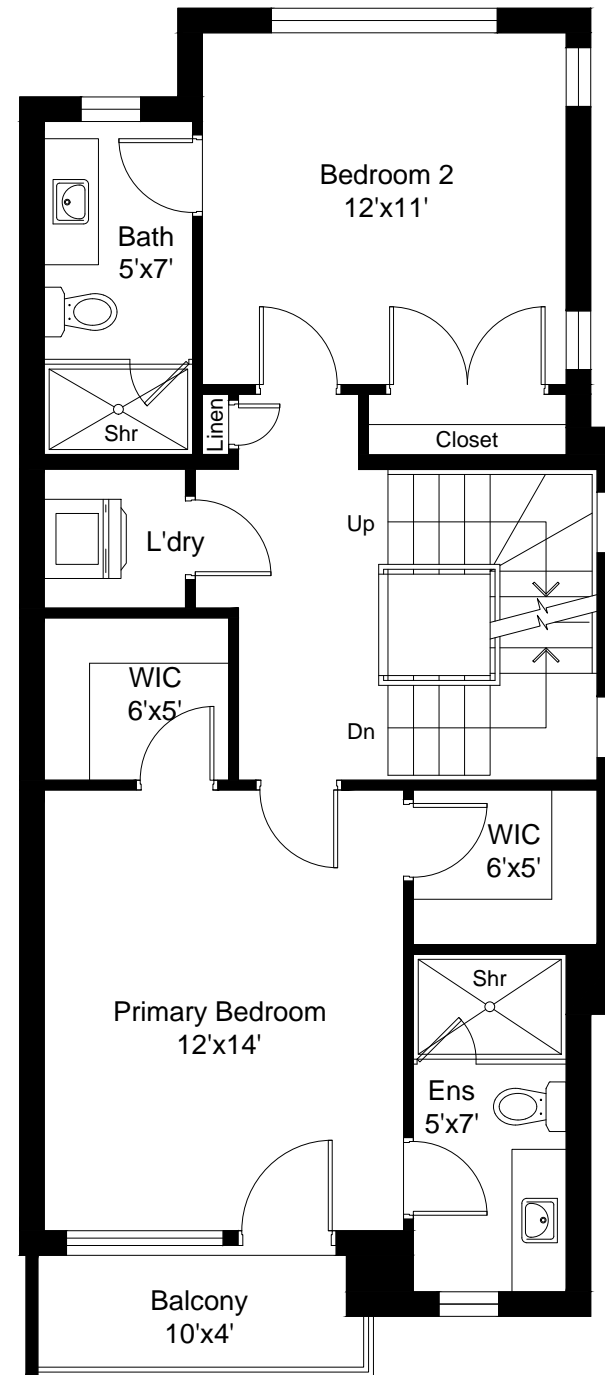 Bedroom 2
12'x11'
Bath
5'x7'
Shr
Linen
Closet
Up
L'dry
WIC
6'x5'
Dn
WIC
6'x5'
Primary Bedroom
12'x14'
Shr
Ens
5'x7'
Balcony
10'x4'